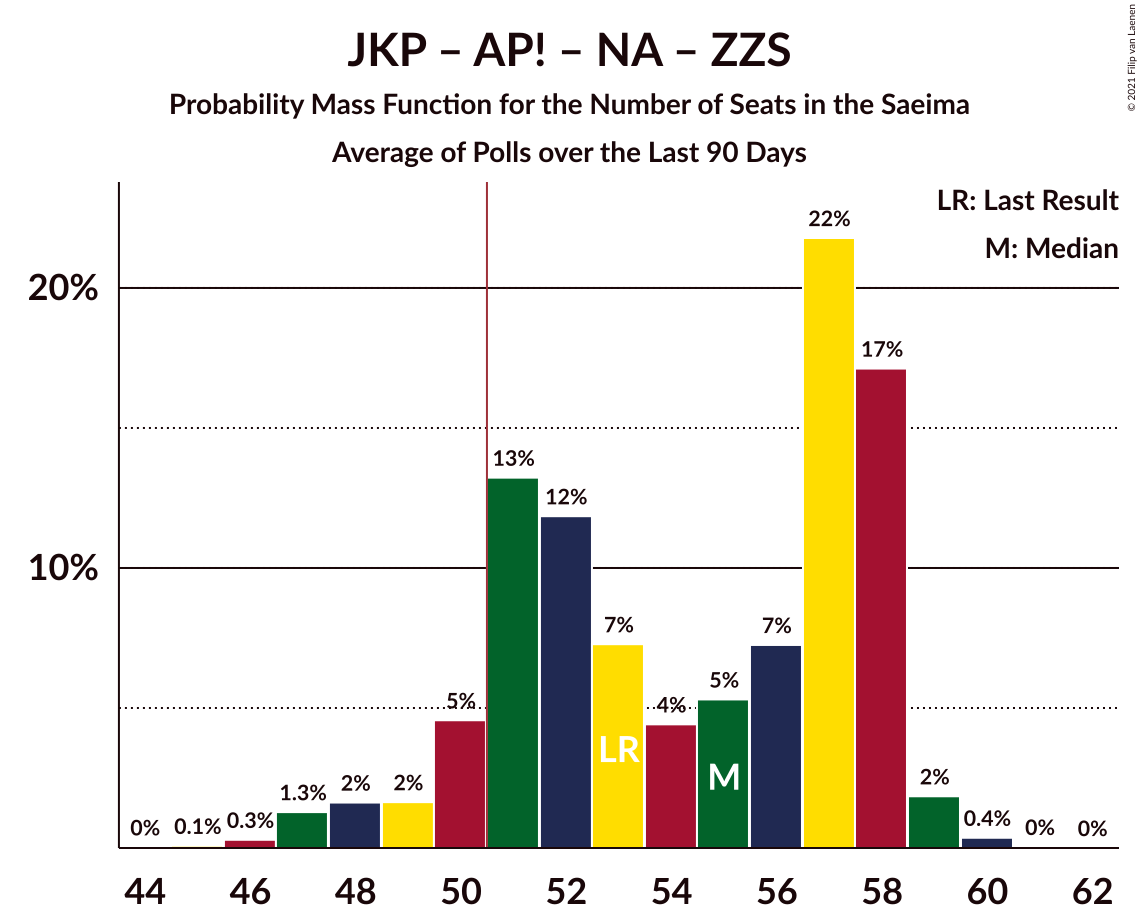 JKP – AP! – NA – ZZS
Probability Mass Function for the Number of Seats in the Saeima
Average of Polls over the Last 90 Days
© 2021 Filip van Laenen
LR: Last Result
M: Median
20%
10%
0%
0.1%
0.3%
1.3%
2%
2%
5%
13%
12%
7%
4%
5%
7%
22%
17%
2%
0.4%
0%
0%
LR
M
44 46 48 50 52 54 56 58 60 62